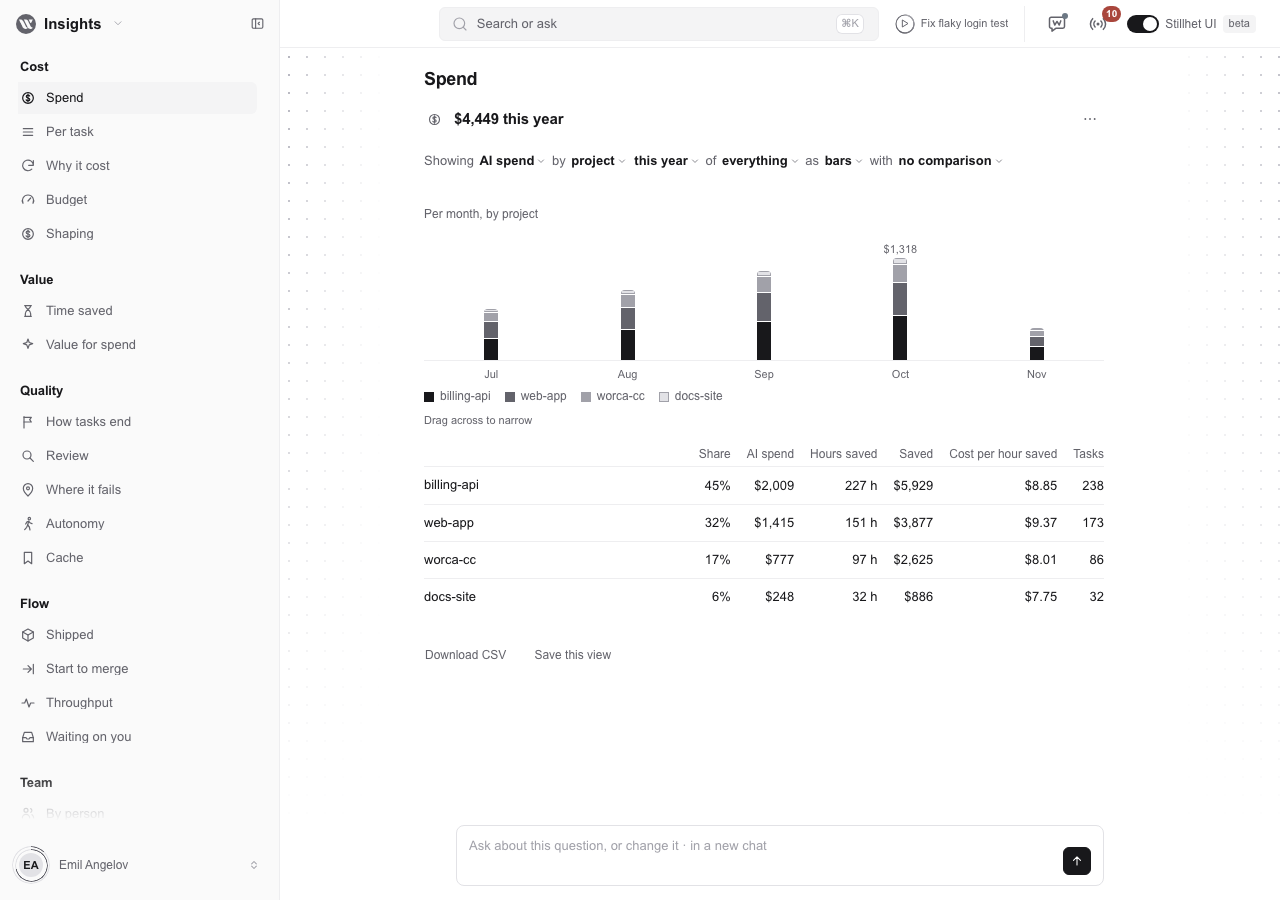 Insights
Search or ask
⌘K
Fix flaky login test
10
Stillhet UI
beta
Cost
Spend
Per task
Why it cost
Budget
Shaping
Value
Time saved
Value for spend
Quality
How tasks end
Review
Where it fails
Autonomy
Cache
Flow
Shipped
Start to merge
Throughput
Waiting on you
Team
By person
EA
Emil Angelov
Spend
$4,449 this year
...
Showing AI spend by project this year of everything as bars with no comparison
Per month, by project
$1,318
Jul Aug Sep Oct Nov
billing-api web-app worca-cc docs-site
Drag across to narrow
Share AI spend Hours saved Saved Cost per hour saved Tasks
billing-api 45% $2,009 227 h $5,929 $8.85 238
web-app 32% $1,415 151 h $3,877 $9.37 173
worca-cc 17% $777 97 h $2,625 $8.01 86
docs-site 6% $248 32 h $886 $7.75 32
Download CSV Save this view
Ask about this question, or change it · in a new chat